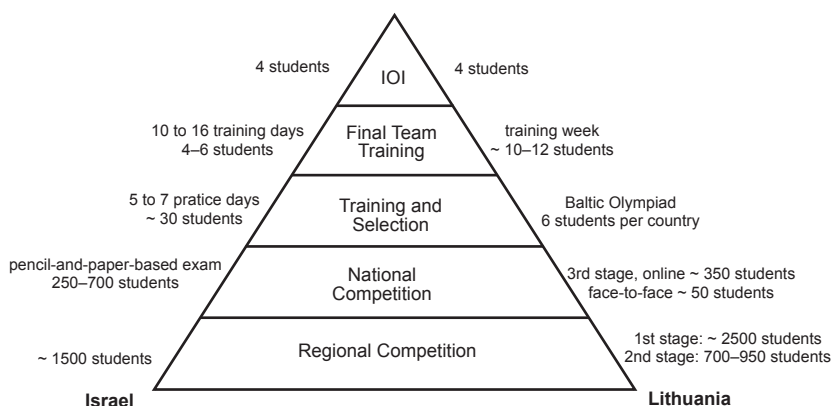 4 students
IOI
4 students
10 to 16 training days
4–6 students
Final Team
Training
training week
~ 10–12 students
5 to 7 pratice days
~ 30 students
Training and
Selection
Baltic Olympiad
6 students per country
pencil-and-paper-based exam
250–700 students
National
Competition
3rd stage, online ~ 350 students
face-to-face ~ 50 students
~ 1500 students
Regional Competition
1st stage: ~ 2500 students
2nd stage: 700–950 students
Israel
Lithuania